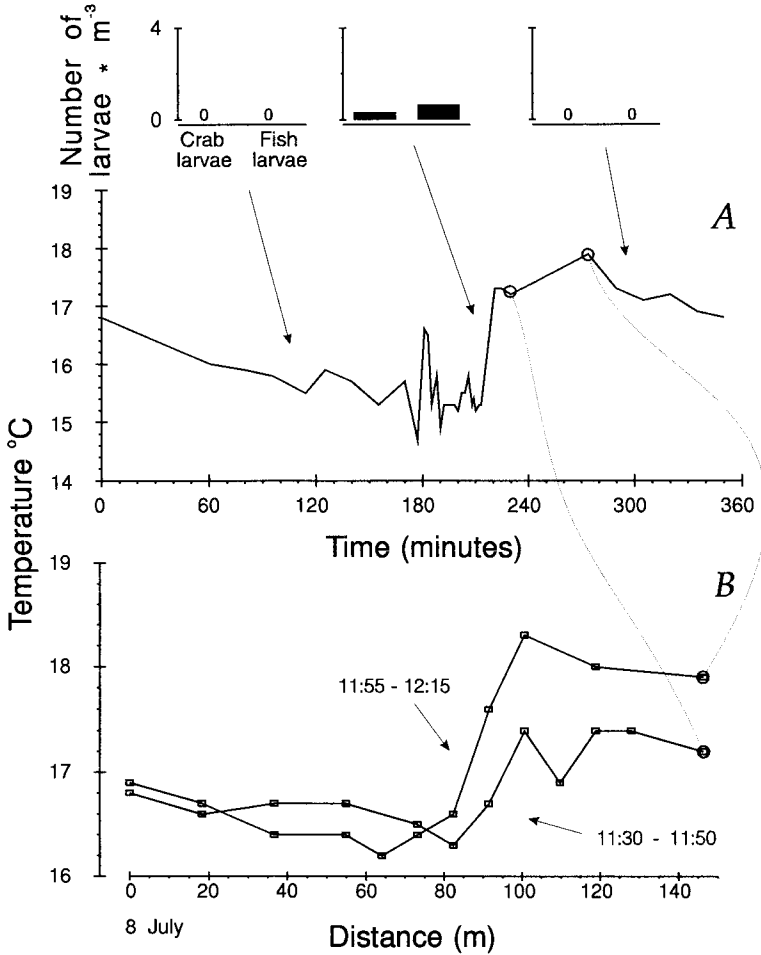 Number of
larvae * m-3
4
0
0 0
Crab
larvae
Fish
larvae
0 0
A
19
18
17
16
15
14
0 60 120 180 240 300 360
Time (minutes)
Temperature °C
B
19
18
17
16
11:55 - 12:15
11:30 - 11:50
0 20 40 60 80 100 120 140
8 July
Distance (m)